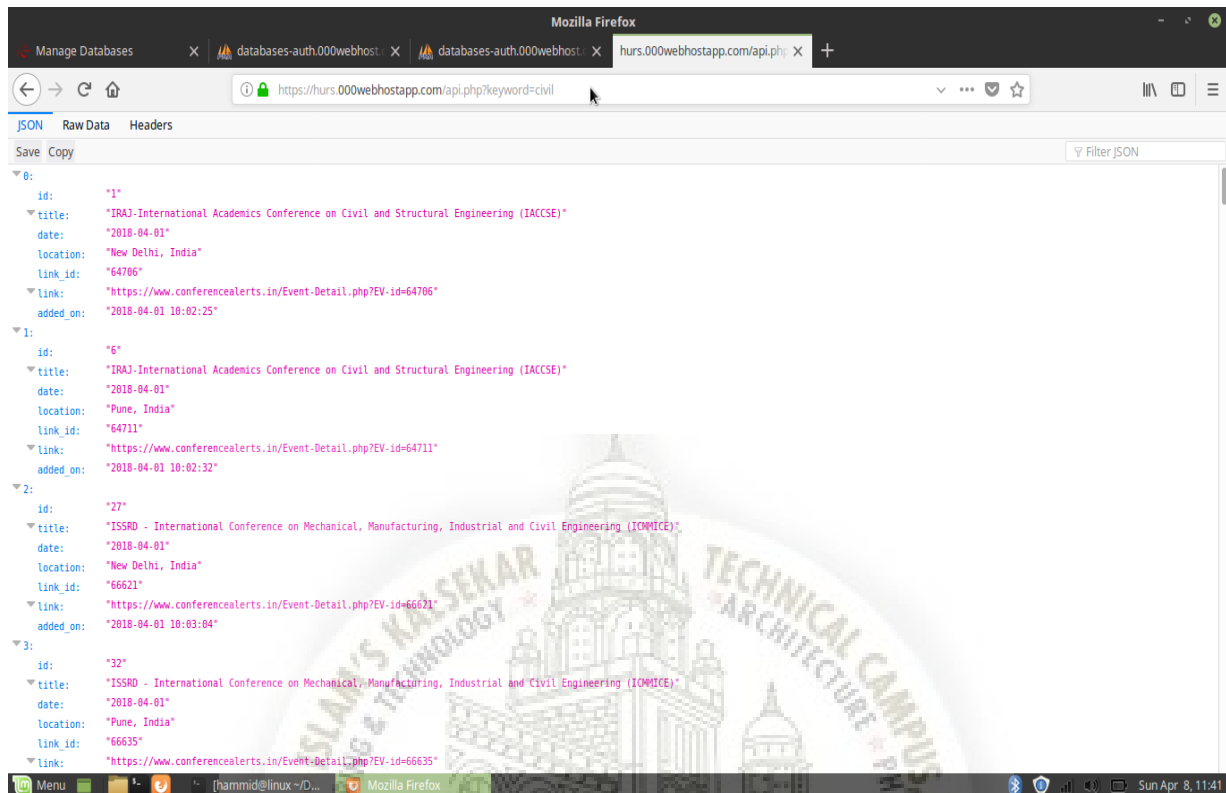 Mozilla Firefox
Manage Databases
databases-auth.000webhost.c
databases-auth.000webhost.c
hurs.000webhostapp.com/api.php
https://hurs.000webhostapp.com/api.php?keyword=civil
JSON Raw Data Headers
Save Copy
Filter JSON
0:
id: "1"
title: "IRAJ-International Academics Conference on Civil and Structural Engineering (IACCSE)"
date: "2018-04-01"
location: "New Delhi, India"
link_id: "64706"
link: "https://www.conferencealerts.in/Event-Detail.php?EV-id=64706"
added_on: "2018-04-01 10:02:25"
1:
id: "6"
title: "IRAJ-International Academics Conference on Civil and Structural Engineering (IACCSE)"
date: "2018-04-01"
location: "Pune, India"
link_id: "64711"
link: "https://www.conferencealerts.in/Event-Detail.php?EV-id=64711"
added_on: "2018-04-01 10:02:32"
2:
id: "27"
title: "ISSRD - International Conference on Mechanical, Manufacturing, Industrial and Civil Engineering (ICMMICE)"
date: "2018-04-01"
location: "New Delhi, India"
link_id: "66621"
link: "https://www.conferencealerts.in/Event-Detail.php?EV-id=66621"
added_on: "2018-04-01 10:03:04"
3:
id: "32"
title: "ISSRD - International Conference on Mechanical, Manufacturing, Industrial and Civil Engineering (ICMMICE)"
date: "2018-04-01"
location: "Pune, India"
link_id: "66635"
link: "https://www.conferencealerts.in/Event-Detail.php?EV-id=66635"
ISLAM'S KALSEKAR TECHNICAL CAMPUS
& TECHNOLOGY ARCHITECTURE
Menu
[hammid@linux ~/D...
Mozilla Firefox
Sun Apr 8, 11:41